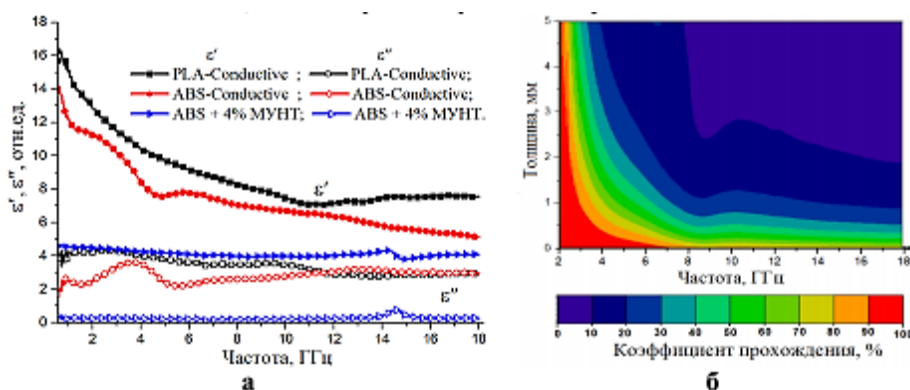 18
16
14
12
10
8
6
4
2
0
ε', ε", отн.ед.
ε' ε"
PLA-Conductive ; PLA-Conductive;
ABS-Conductive ; ABS-Conductive;
ABS + 4% МУНТ; ABS + 4% МУНТ.
ε'
ε"
2 4 6 8 10 12 14 16 18
Частота, ГГц
а
5
4
3
2
1
0
Толщина, мм
2 4 6 8 10 12 14 16 18
Частота, ГГц
0 10 20 30 40 50 60 70 80 90 100
Коэффициент прохождения, %
б